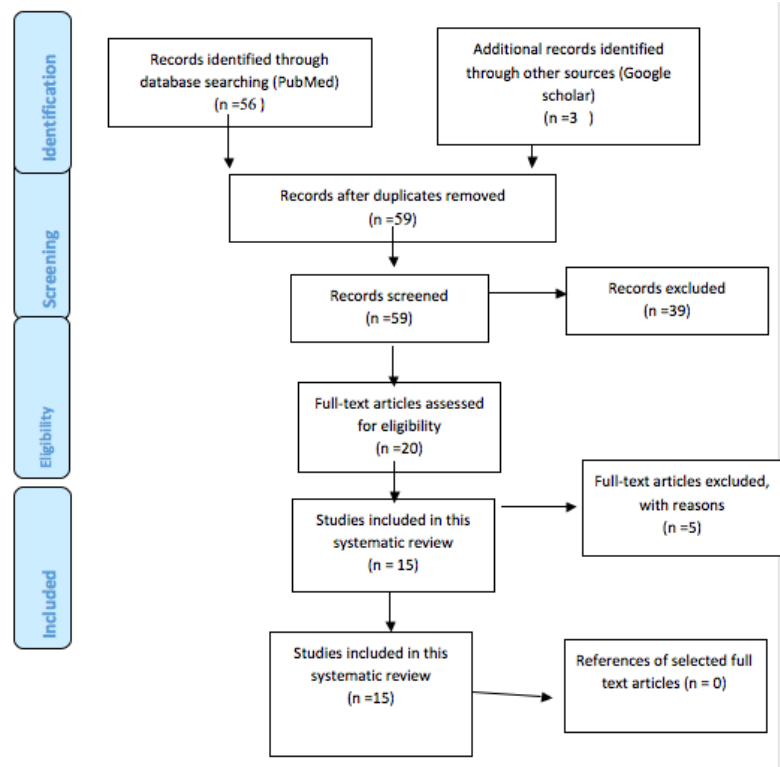 Identification
Records identified through
database searching (PubMed)
(n =56 )
Additional records identified
through other sources (Google
scholar)
(n =3 )
Screening
Records after duplicates removed
(n =59)
Records screened
(n =59)
Records excluded
(n =39)
Eligibility
Full-text articles assessed
for eligibility
(n =20)
Full-text articles excluded,
with reasons
(n =5)
Included
Studies included in this
systematic review
(n = 15)
Studies included in this
systematic review
(n =15)
References of selected full
text articles (n = 0)